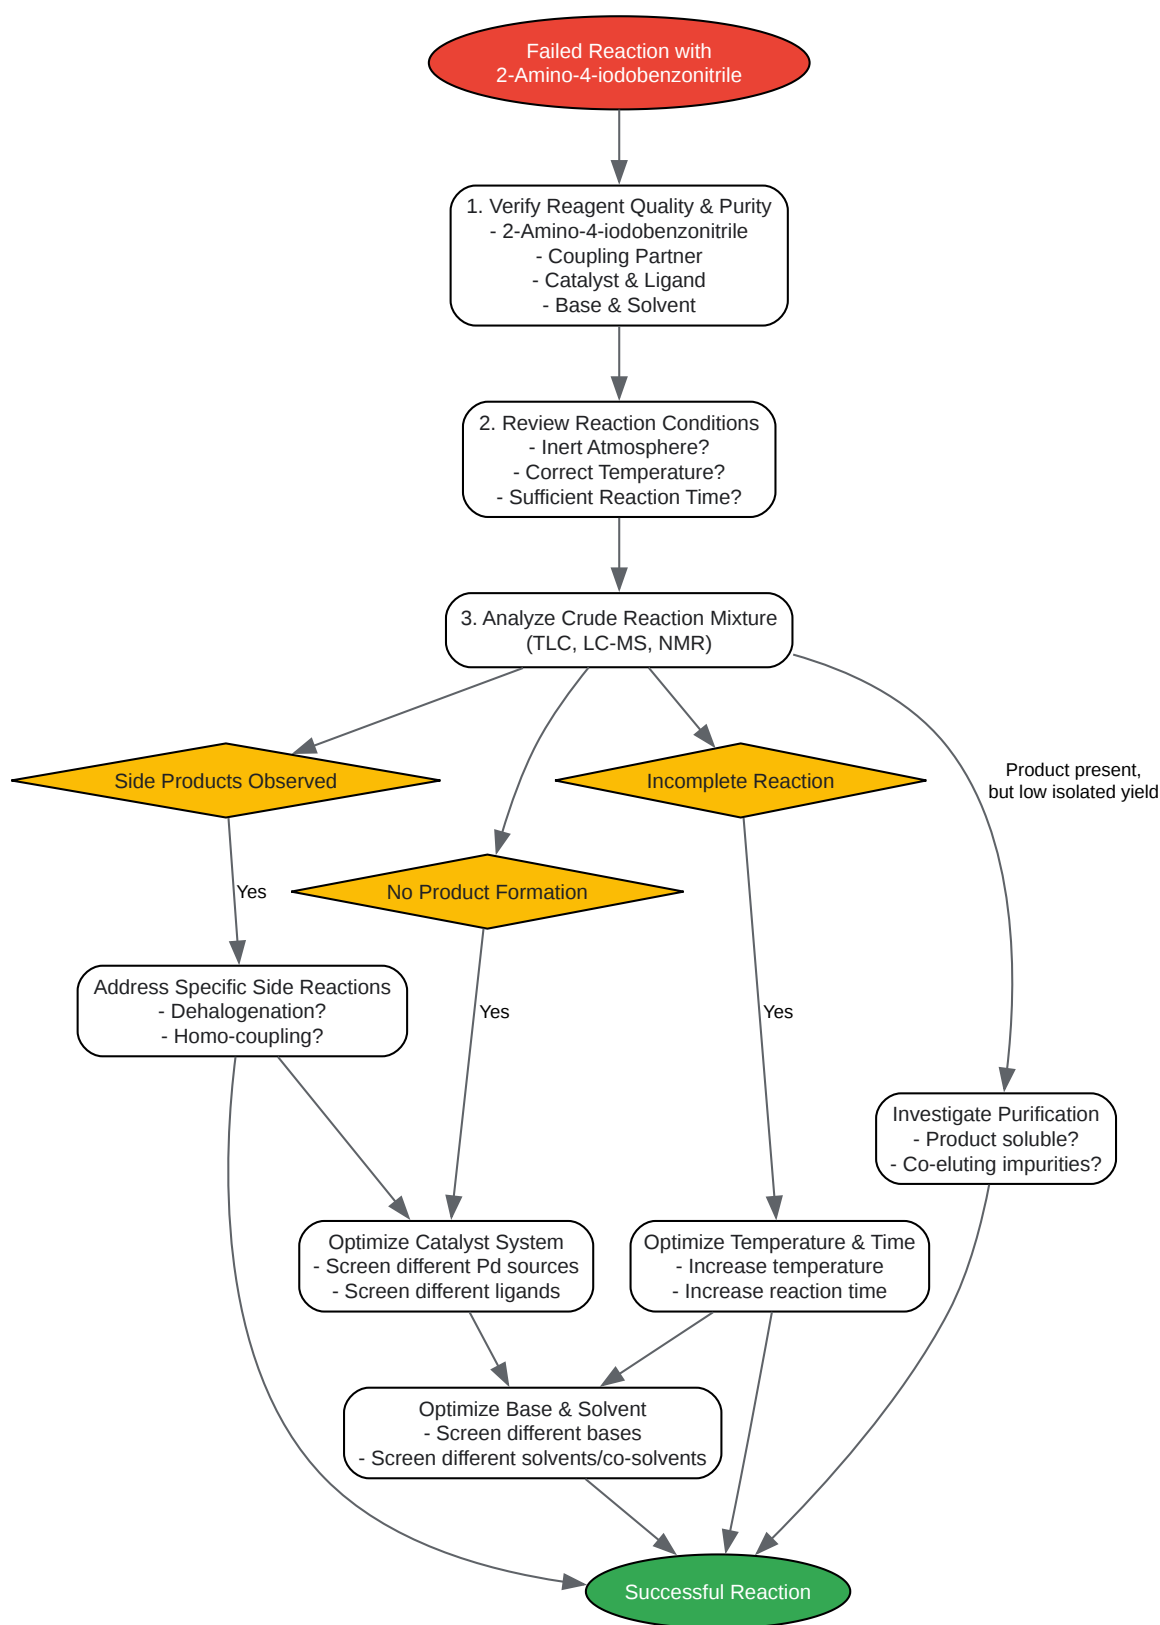 Failed Reaction with
2-Amino-4-iodobenzonitrile
1. Verify Reagent Quality & Purity
- 2-Amino-4-iodobenzonitrile
- Coupling Partner
- Catalyst & Ligand
- Base & Solvent
2. Review Reaction Conditions
- Inert Atmosphere?
- Correct Temperature?
- Sufficient Reaction Time?
3. Analyze Crude Reaction Mixture
(TLC, LC-MS, NMR)
Side Products Observed
Incomplete Reaction
Product present,
but low isolated yield
No Product Formation
Yes
Address Specific Side Reactions
- Dehalogenation?
- Homo-coupling?
Yes
Yes
Investigate Purification
- Product soluble?
- Co-eluting impurities?
Optimize Catalyst System
- Screen different Pd sources
- Screen different ligands
Optimize Temperature & Time
- Increase temperature
- Increase reaction time
Optimize Base & Solvent
- Screen different bases
- Screen different solvents/co-solvents
Successful Reaction